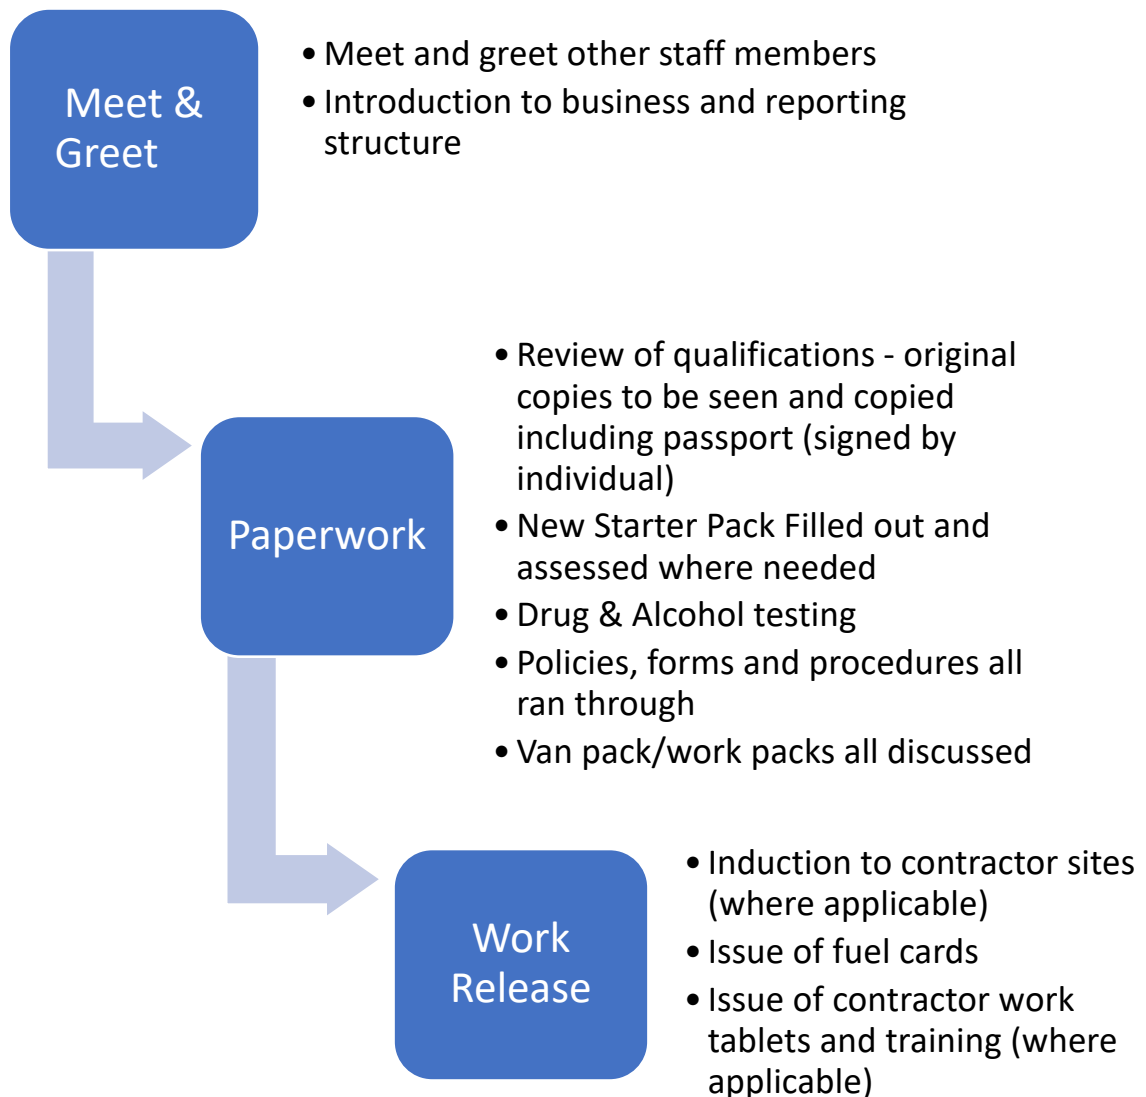 Meet &
Greet
• Meet and greet other staff members
• Introduction to business and reporting
structure
Paperwork
• Review of qualifications - original
copies to be seen and copied
including passport (signed by
individual)
• New Starter Pack Filled out and
assessed where needed
• Drug & Alcohol testing
• Policies, forms and procedures all
ran through
• Van pack/work packs all discussed
Work
Release
• Induction to contractor sites
(where applicable)
• Issue of fuel cards
• Issue of contractor work
tablets and training (where
applicable)